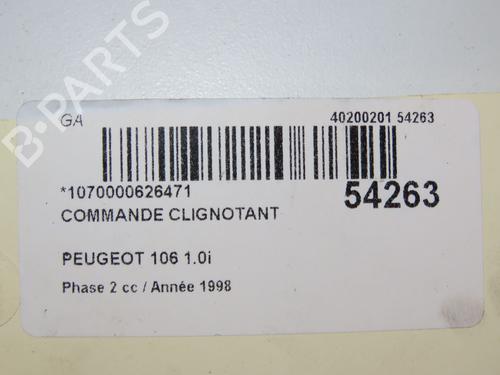 B-PARTS
GA
40200201 54263
*1070000626471
54263
COMMANDE CLIGNOTANT
PEUGEOT 106 1.0i
Phase 2 cc / Année 1998